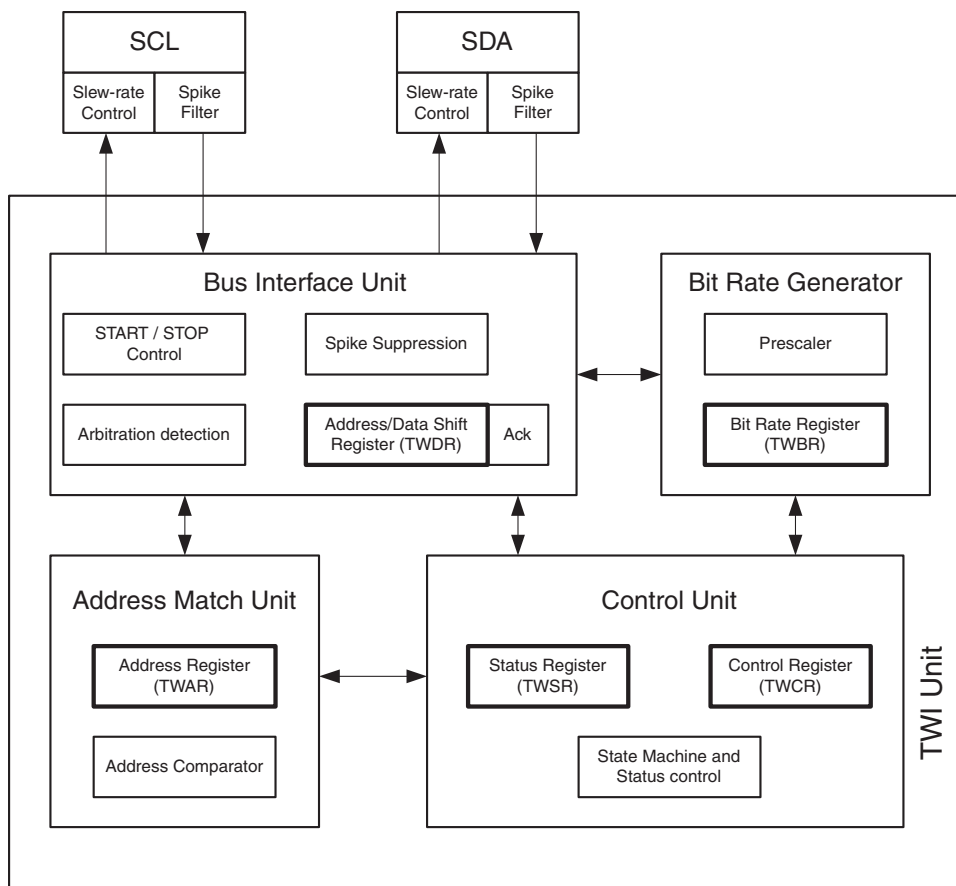 SCL
SDA
Slew-rate
Control
Spike
Filter
Slew-rate
Control
Spike
Filter
Bus Interface Unit
Bit Rate Generator
START / STOP
Control
Spike Suppression
Prescaler
Arbitration detection
Address/Data Shift
Register (TWDR)
Ack
Bit Rate Register
(TWBR)
Address Match Unit
Control Unit
Address Register
(TWAR)
Status Register
(TWSR)
Control Register
(TWCR)
Address Comparator
State Machine and
Status control
TWI Unit